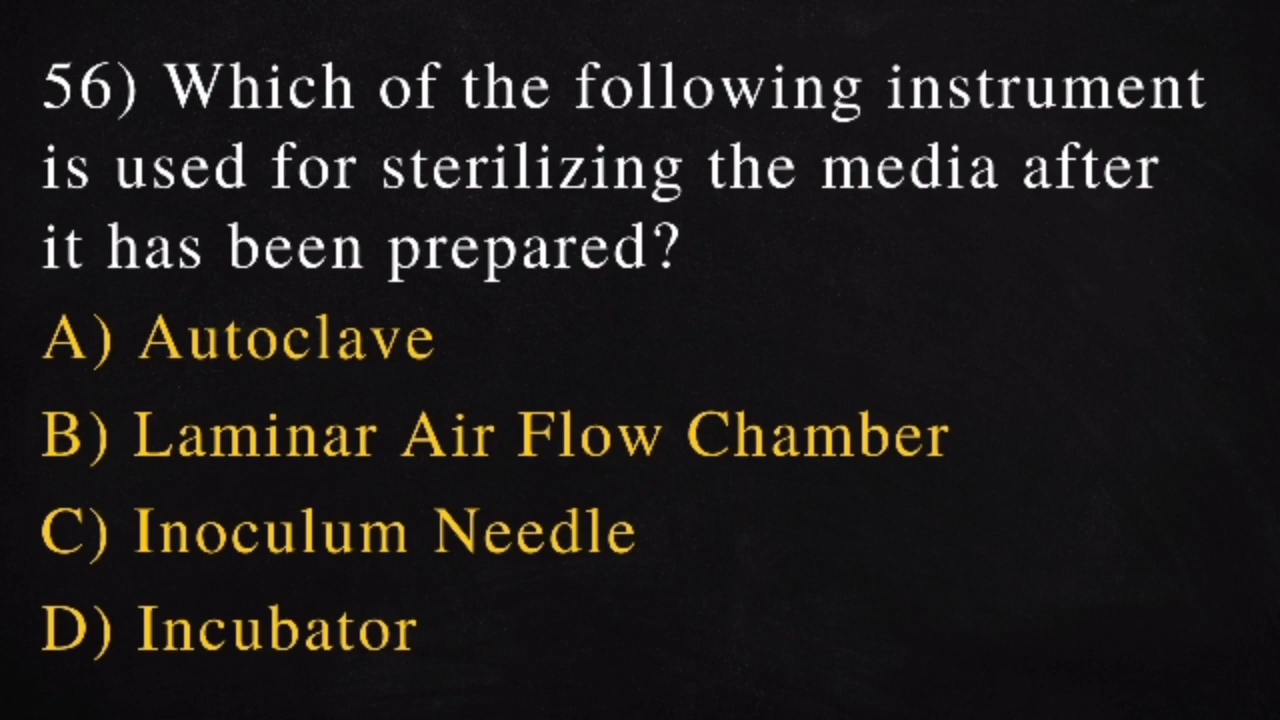 56) Which of the following instrument
is used for sterilizing the media after
it has been prepared?
A) Autoclave
B) Laminar Air Flow Chamber
C) Inoculum Needle
D) Incubator